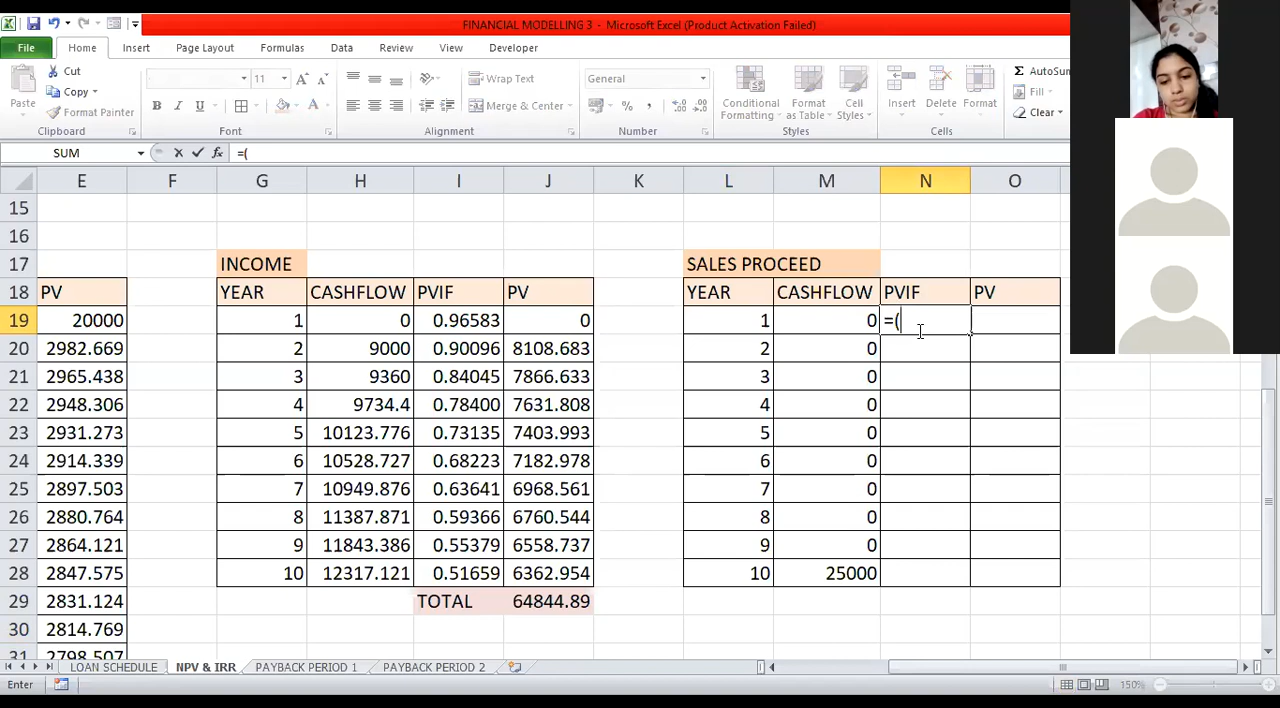 FINANCIAL MODELLING 3 - Microsoft Excel (Product Activation Failed)
File Home Insert Page Layout Formulas Data Review View Developer
Cut
Copy
Format Painter
Paste
11
Wrap Text
Merge & Center
General
Conditional Formatting
Format as Table
Cell Styles
Insert Delete Format
Σ AutoSum
Fill
Clear
Clipboard Font Alignment Number Styles Cells
SUM =(
E F G H I J K L M N O
15
16
17 INCOME SALES PROCEED
18 PV YEAR CASHFLOW PVIF PV YEAR CASHFLOW PVIF PV
19 20000 1 0 0.96583 0 1 0 =(
20 2982.669 2 9000 0.90096 8108.683 2 0
21 2965.438 3 9360 0.84045 7866.633 3 0
22 2948.306 4 9734.4 0.78400 7631.808 4 0
23 2931.273 5 10123.776 0.73135 7403.993 5 0
24 2914.339 6 10528.727 0.68223 7182.978 6 0
25 2897.503 7 10949.876 0.63641 6968.561 7 0
26 2880.764 8 11387.871 0.59366 6760.544 8 0
27 2864.121 9 11843.386 0.55379 6558.737 9 0
28 2847.575 10 12317.121 0.51659 6362.954 10 25000
29 2831.124 TOTAL 64844.89
30 2814.769
31 2798.507
LOAN SCHEDULE NPV & IRR PAYBACK PERIOD 1 PAYBACK PERIOD 2
Enter 150%